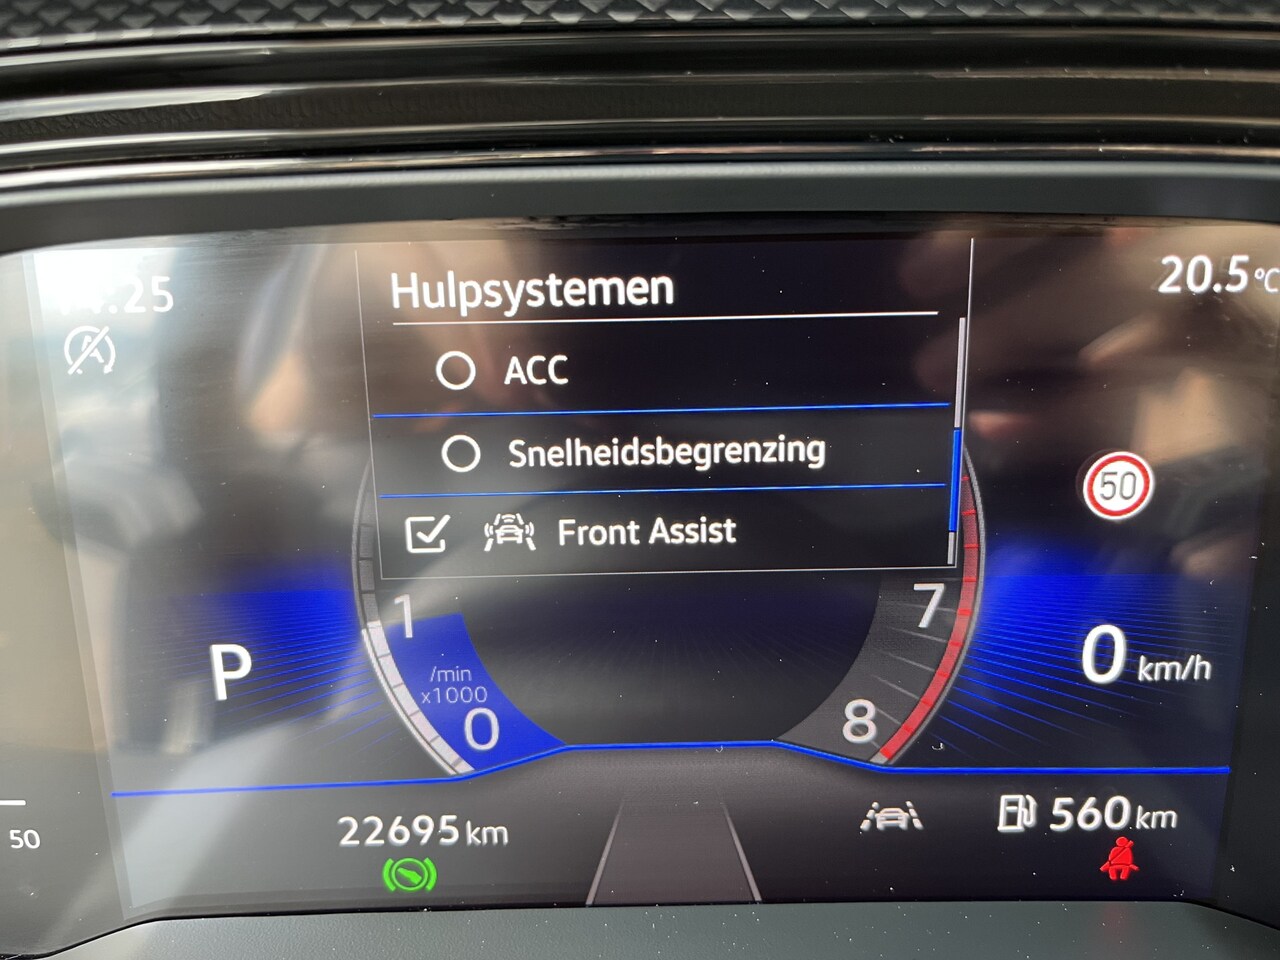 Hulpsystemen
20.5°C
ACC
Snelheidsbegrenzing
50
Front Assist
1
7
/min
x1000
P
0 km/h
0
8
50
22695 km
560 km